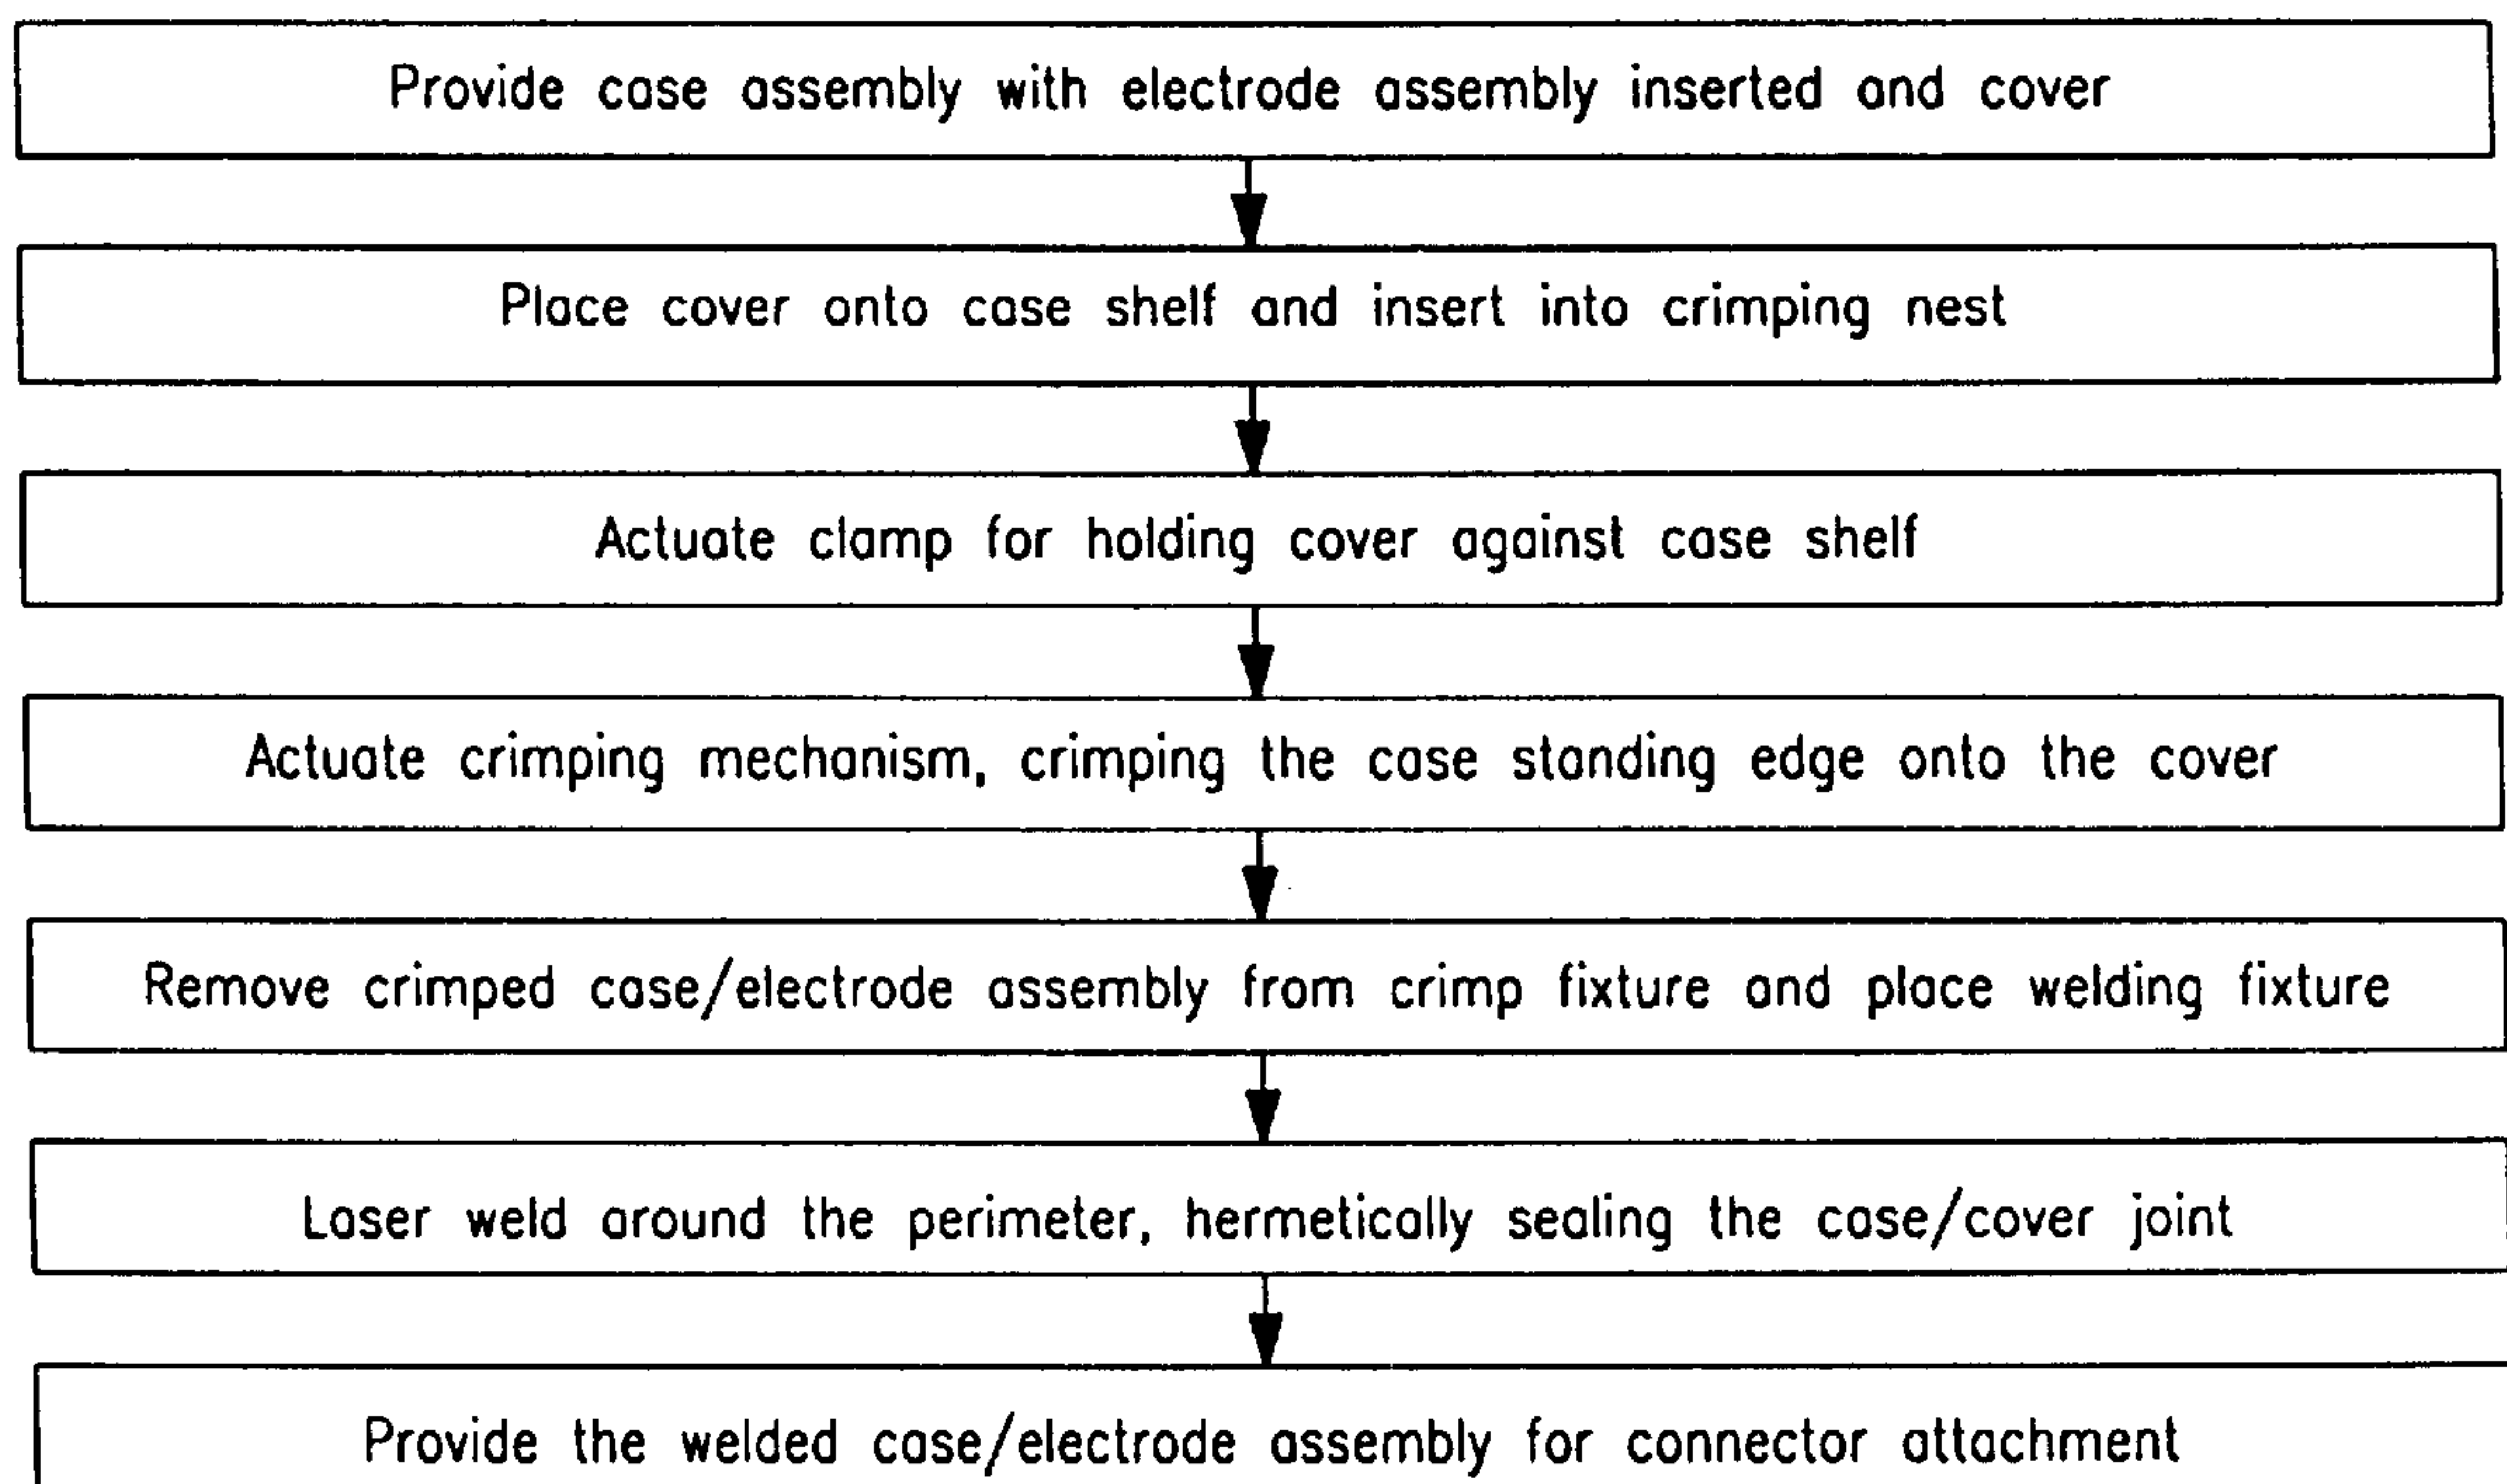 Provide case assembly with electrode assembly inserted and cover
Place cover onto case shelf and insert into crimping nest
Actuate clamp for holding cover against case shelf
Actuate crimping mechanism, crimping the case standing edge onto the cover
Remove crimped case/electrode assembly from crimp fixture and place welding fixture
Laser weld around the perimeter, hermetically sealing the case/cover joint
Provide the welded case/electrode assembly for connector attachment